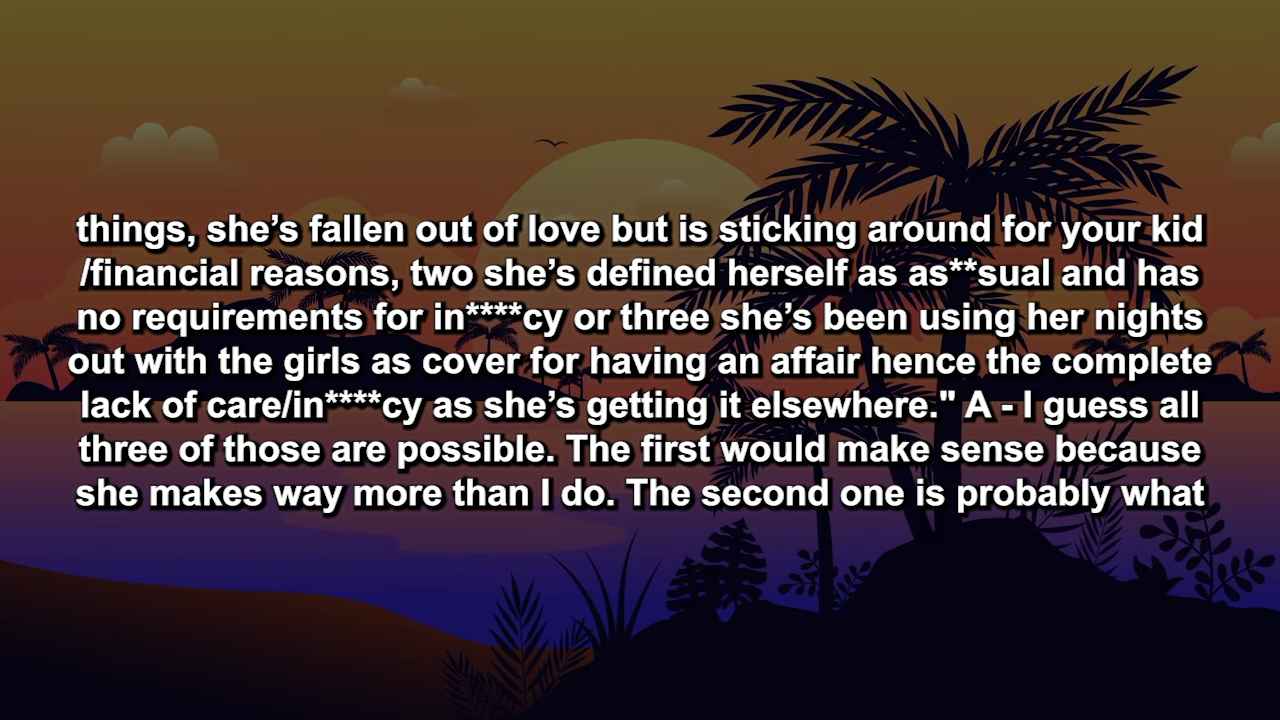 things, she’s fallen out of love but is sticking around for your kid
/financial reasons, two she’s defined herself as as**sual and has
no requirements for in****cy or three she’s been using her nights
out with the girls as cover for having an affair hence the complete
lack of care/in****cy as she’s getting it elsewhere." A - I guess all
three of those are possible. The first would make sense because
she makes way more than I do. The second one is probably what